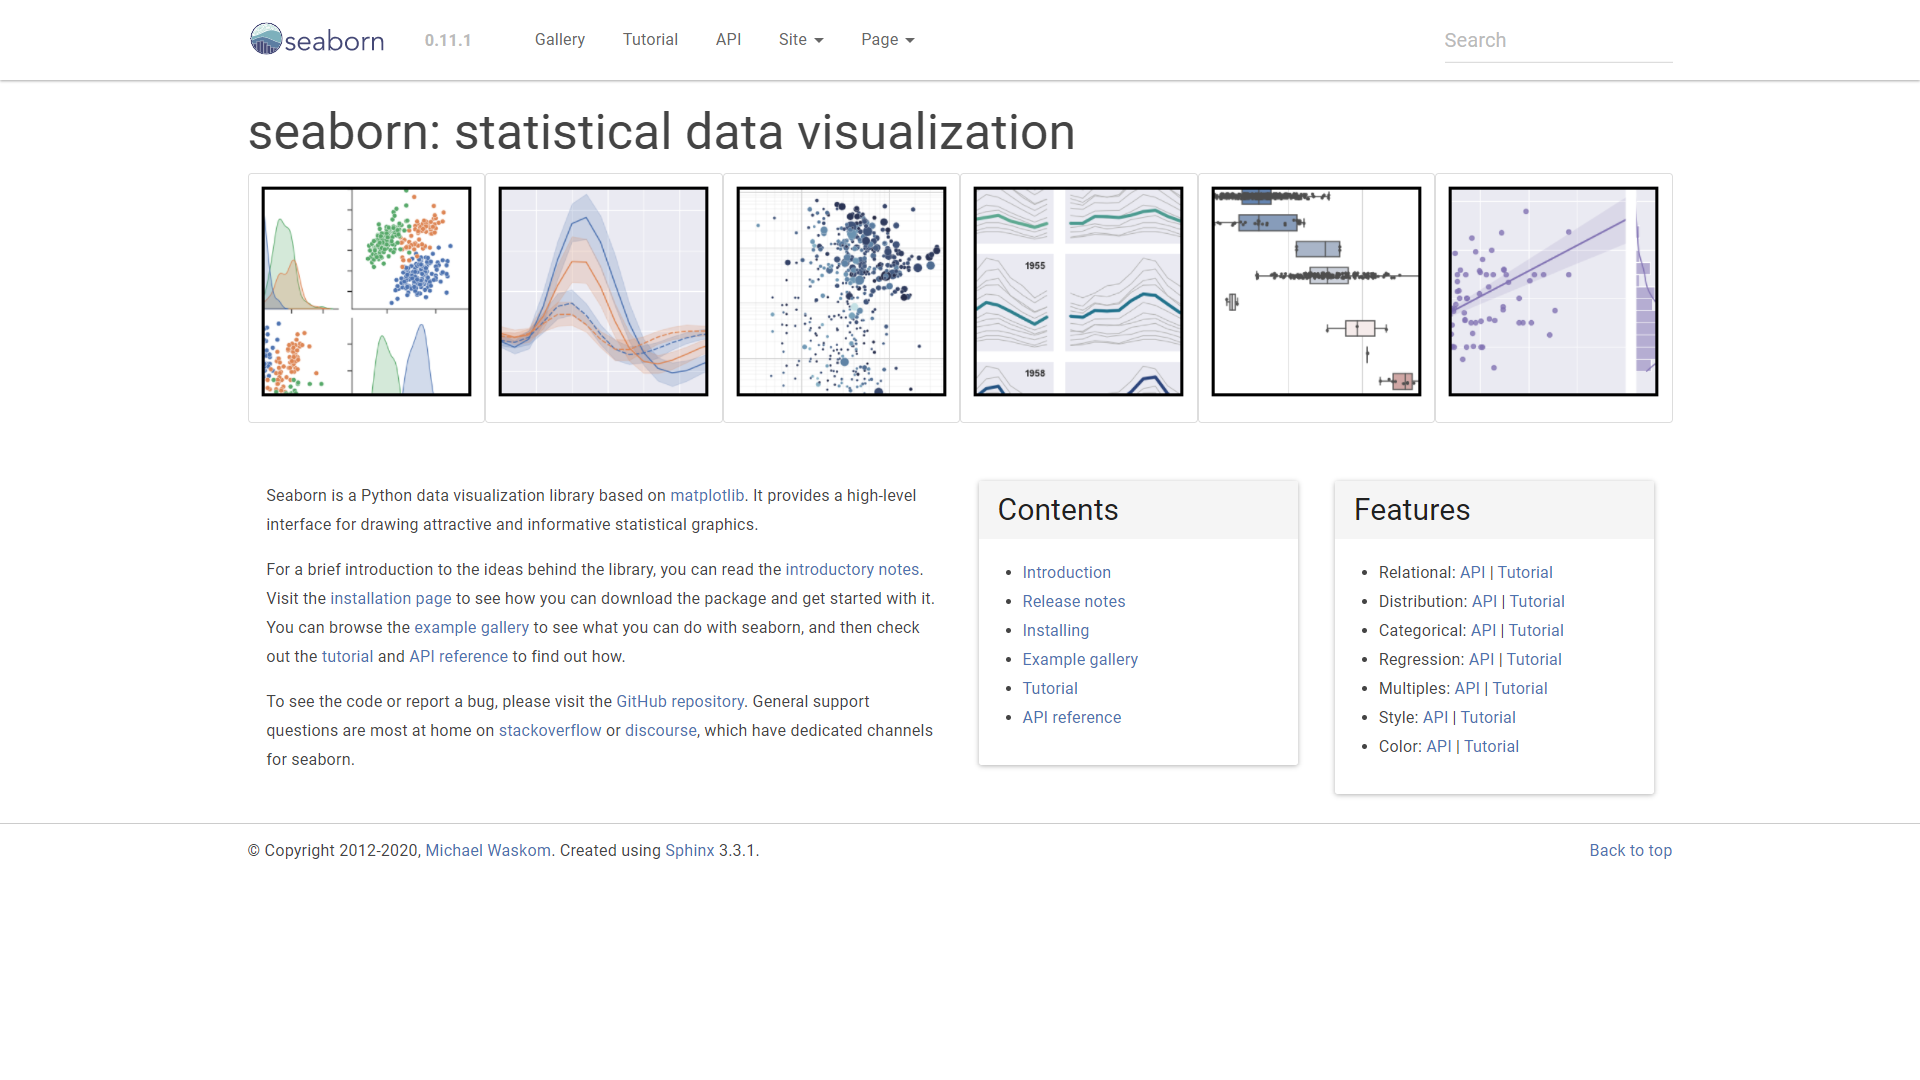 seaborn 0.11.1 Gallery Tutorial API Site Page Search
seaborn: statistical data visualization
1955
1958
Seaborn is a Python data visualization library based on matplotlib. It provides a high-level
interface for drawing attractive and informative statistical graphics.
For a brief introduction to the ideas behind the library, you can read the introductory notes.
Visit the installation page to see how you can download the package and get started with it.
You can browse the example gallery to see what you can do with seaborn, and then check
out the tutorial and API reference to find out how.
To see the code or report a bug, please visit the GitHub repository. General support
questions are most at home on stackoverflow or discourse, which have dedicated channels
for seaborn.
Contents
Introduction
Release notes
Installing
Example gallery
Tutorial
API reference
Features
Relational: API | Tutorial
Distribution: API | Tutorial
Categorical: API | Tutorial
Regression: API | Tutorial
Multiples: API | Tutorial
Style: API | Tutorial
Color: API | Tutorial
© Copyright 2012-2020, Michael Waskom. Created using Sphinx 3.3.1.
Back to top